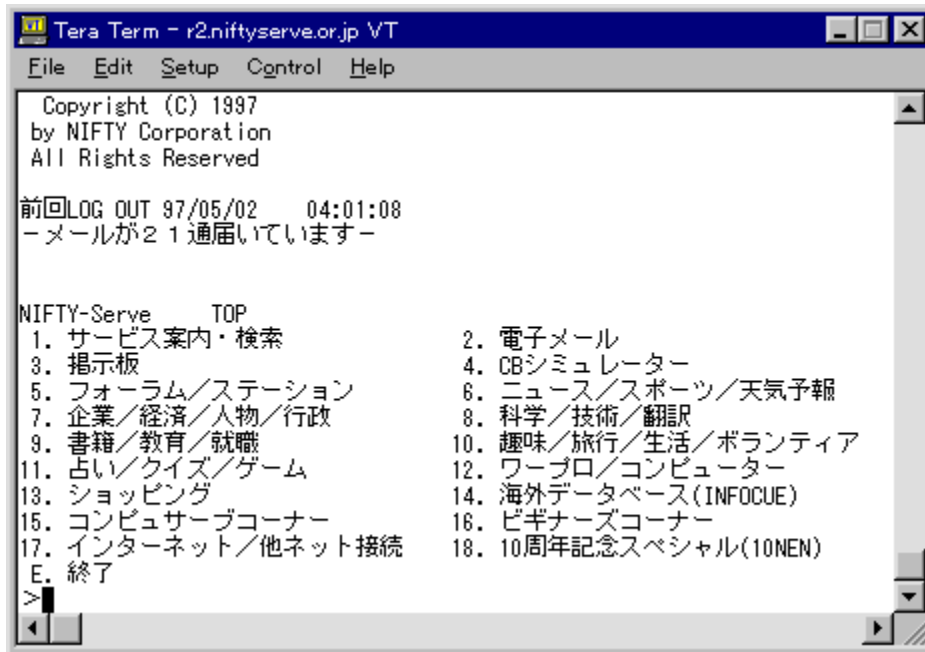 Tera Term - r2.niftyserve.or.jp VT
File Edit Setup Control Help
Copyright (C) 1997
by NIFTY Corporation
All Rights Reserved
前回LOG OUT 97/05/02 04:01:08
－メールが２１通届いています－
NIFTY-Serve TOP
1. サービス案内・検索 2. 電子メール
3. 掲示板 4. CBシミュレーター
5. フォーラム／ステーション 6. ニュース／スポーツ／天気予報
7. 企業／経済／人物／行政 8. 科学／技術／翻訳
9. 書籍／教育／就職 10. 趣味／旅行／生活／ボランティア
11. 占い／クイズ／ゲーム 12. ワープロ／コンピューター
13. ショッピング 14. 海外データベース(INFOCUE)
15. コンピュサーブコーナー 16. ビギナーズコーナー
17. インターネット／他ネット接続 18. 10周年記念スペシャル(10NEN)
E. 終了
>